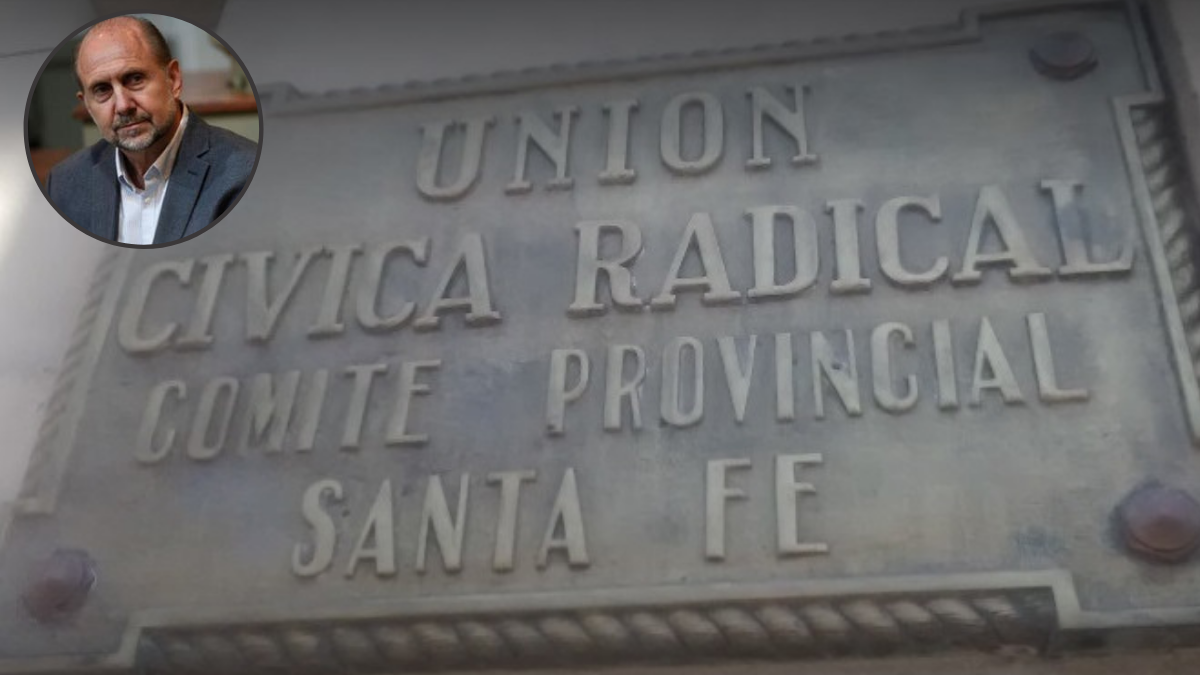 UNION
CIVICA RADICAL
COMITE PROVINCIAL
SANTA FE